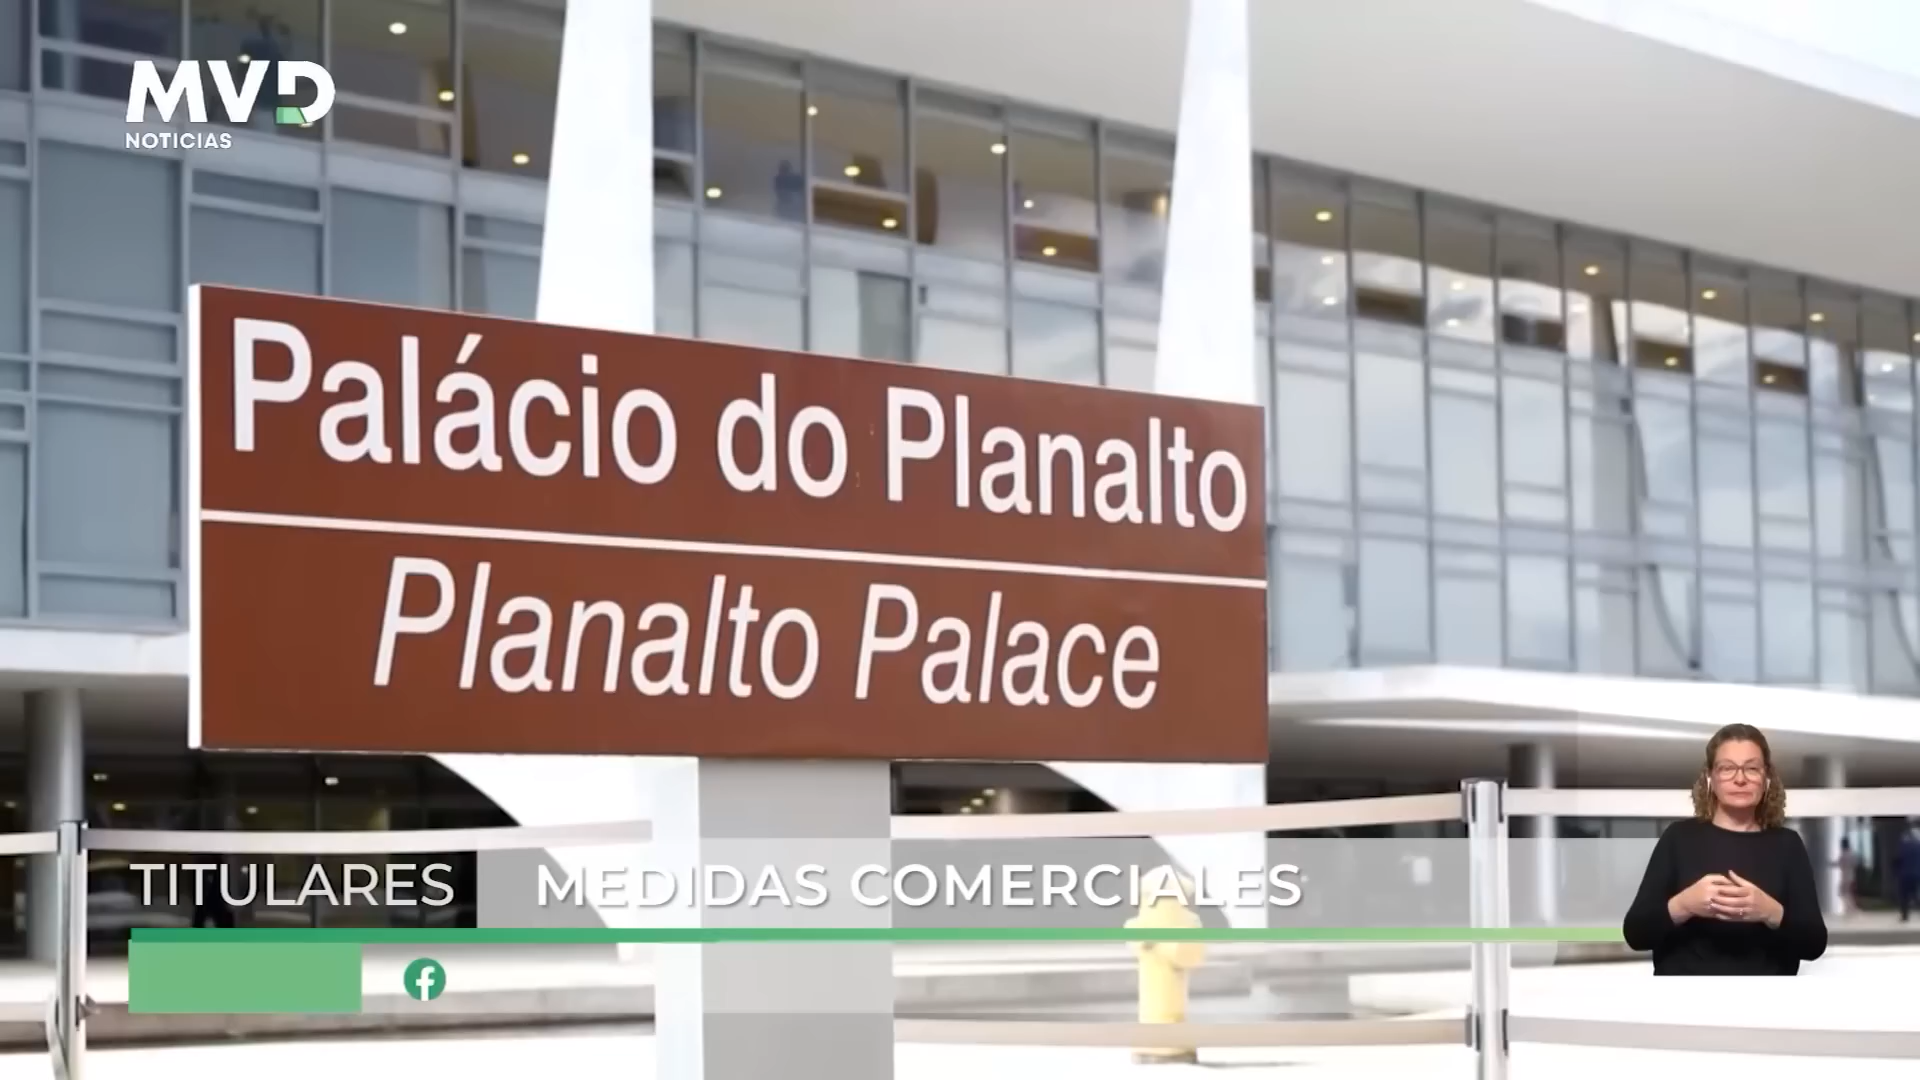 MVD
NOTICIAS
Palácio do Planalto
Planalto Palace
TITULARES MEDIDAS COMERCIALES